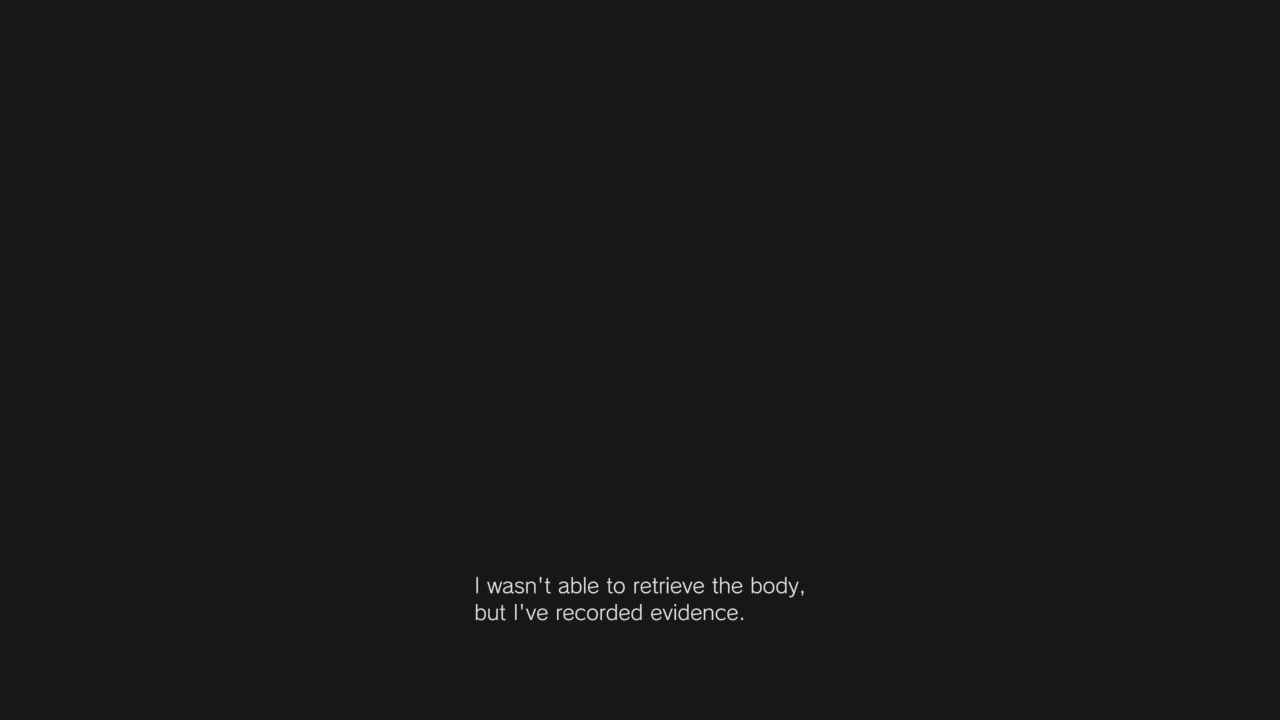 I wasn't able to retrieve the body,
but I've recorded evidence.